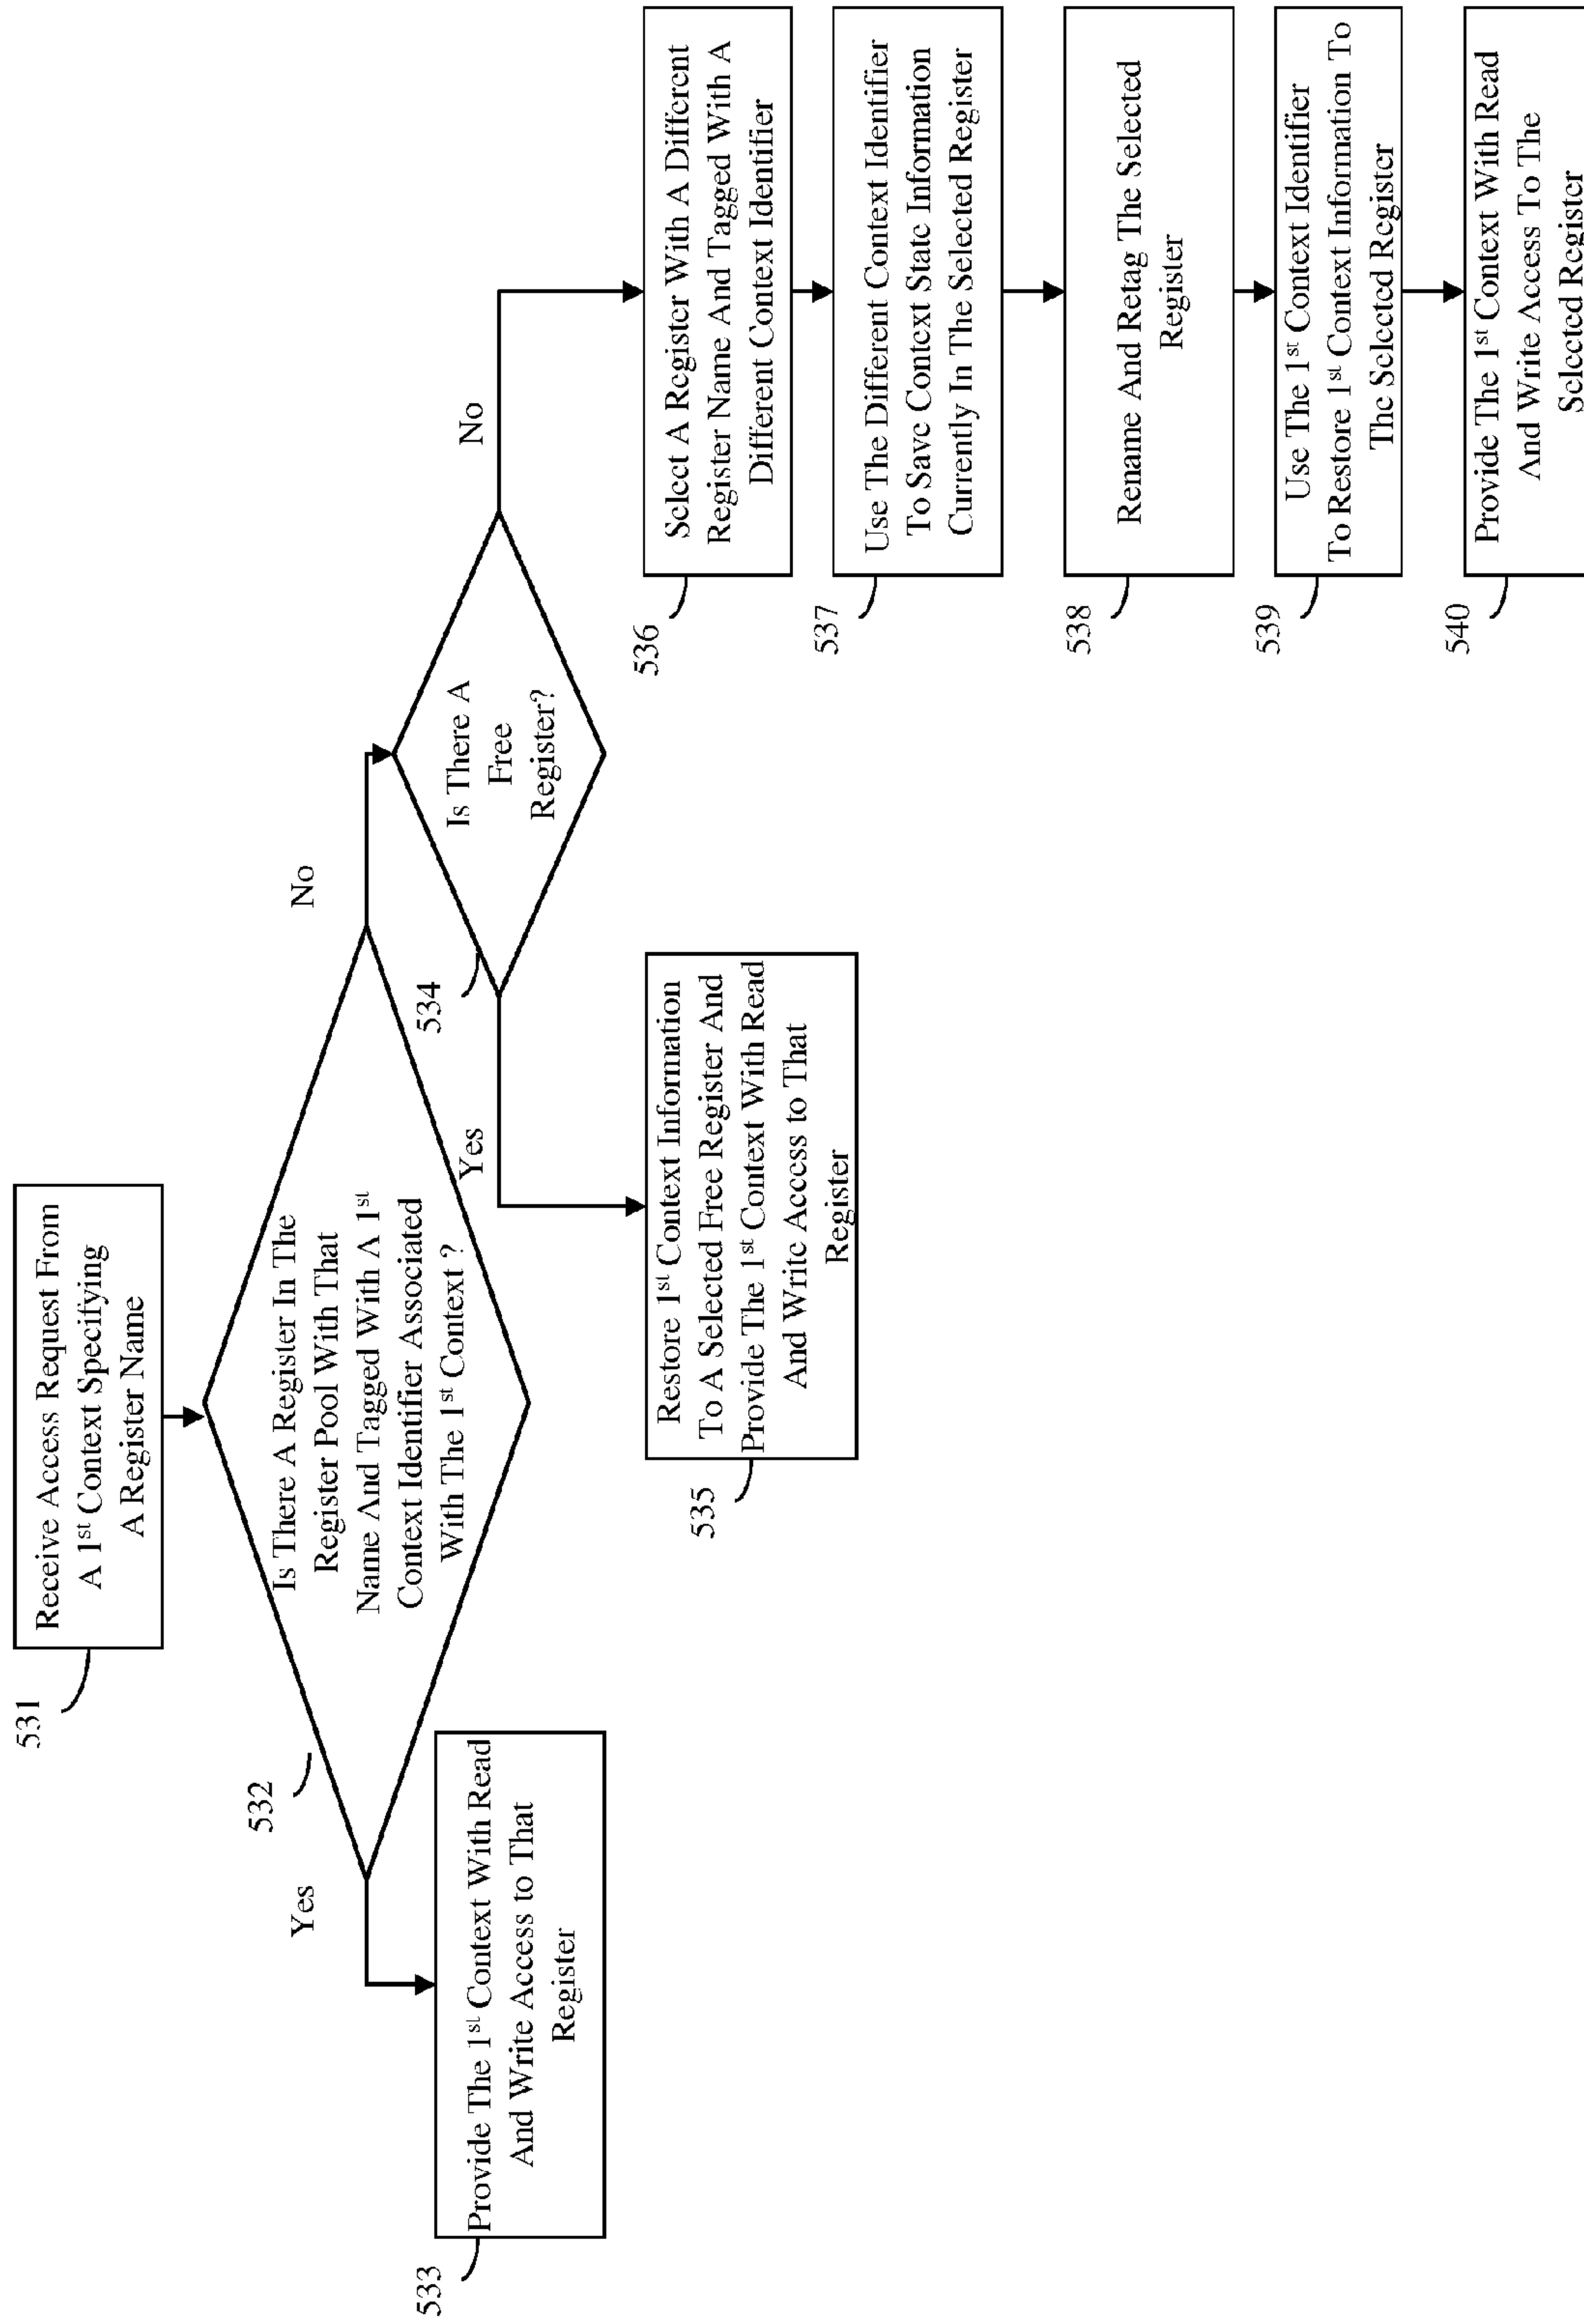 531
Receive Access Request From
A 1st Context Specifying
A Register Name
532
Is There A Register In The
Register Pool With That
Name And Tagged With A 1st
Context Identifier Associated
With The 1st Context ?
Yes
No
533
Provide The 1st Context With Read
And Write Access to That
Register
534
Is There A
Free
Register?
Yes
No
535
Restore 1st Context Information
To A Selected Free Register And
Provide The 1st Context With Read
And Write Access to That
Register
536
Select A Register With A Different
Register Name And Tagged With A
Different Context Identifier
537
Use The Different Context Identifier
To Save Context State Information
Currently In The Selected Register
538
Rename And Retag The Selected
Register
539
Use The 1st Context Identifier
To Restore 1st Context Information To
The Selected Register
540
Provide The 1st Context With Read
And Write Access To The
Selected Register